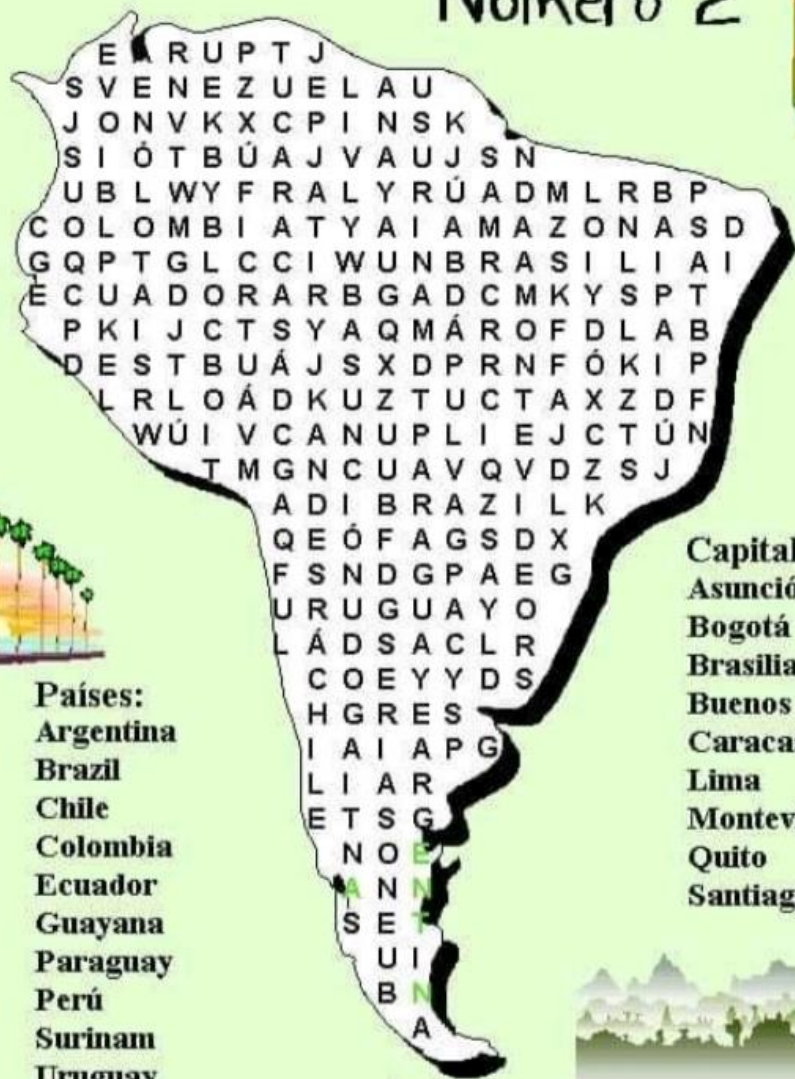 Número 2
E A R U P T J
S V E N E Z U E L A U
J O N V K X C P I N S K
S I Ó T B Ú A J V A U J S N
U B L W Y F R A L Y R Ú A D M L R B P
C O L O M B I A T Y A I A M A Z O N A S D
G Q P T G L C C I W U N B R A S I L I A I
E C U A D O R A R B G A D C M K Y S P T
P K I J C T S Y A Q M Á R O F D L A B
D E S T B U Á J S X D P R N F Ó K I P
L R L O Á D K U Z T U C T A X Z D F
W Ú I V C A N U P L I E J C T Ú N
T M G N C U A V Q V D Z S J
A D I B R A Z I L K
Q E Ó F A G S D X
F S N D G P A E G
U R U G U A Y O
L Á D S A C L R
C O E Y Y D S
H G R E S
I A I A P G
L I A R
E T S G
N O E
A N N
S E T
U I
B N
A
Países:
Argentina
Brazil
Chile
Colombia
Ecuador
Guayana
Paraguay
Perú
Surinam
Uruguay
Capital
Asunció
Bogotá
Brasilia
Buenos
Caraca
Lima
Montev
Quito
Santiag